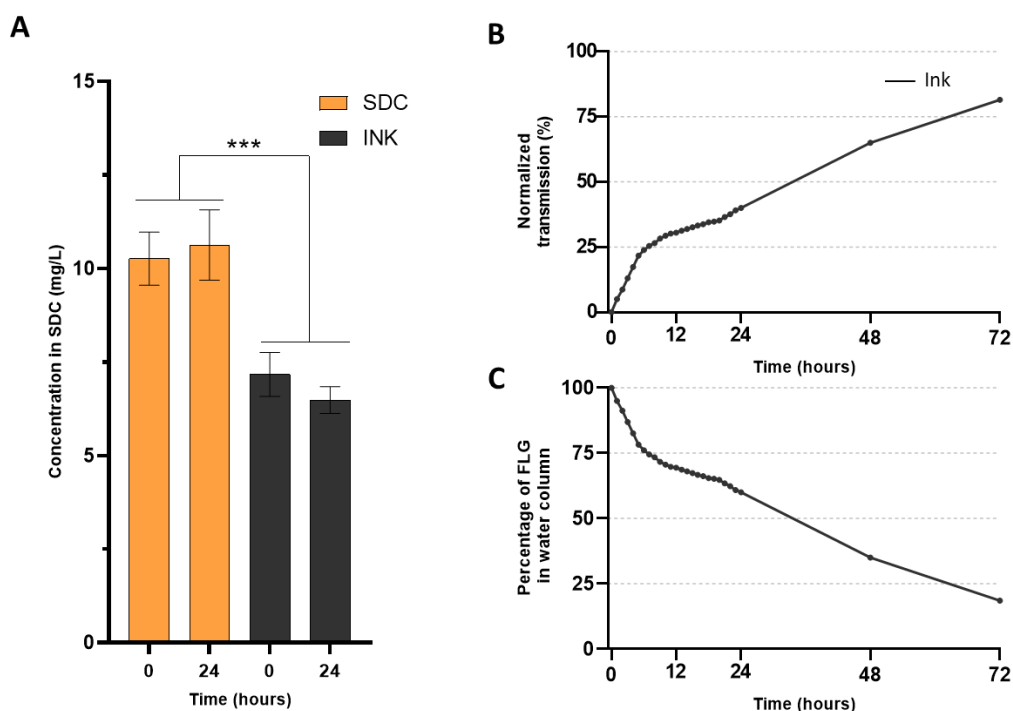 A
15
10
5
0
Concentration in SDC (mg/L)
SDC
INK
***
0
24
0
24
Time (hours)
B
100
75
50
25
0
Normalized
transmission (%)
Ink
0
12
24
48
72
Time (hours)
C
100
75
50
25
0
Percentage of FLG
in water column
0
12
24
48
72
Time (hours)